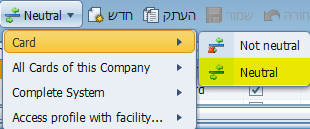 Neutral חדש העתק שמור חזרה
Card
Not neutral
All Cards of this Company
Neutral
Complete System
Access profile with facility...